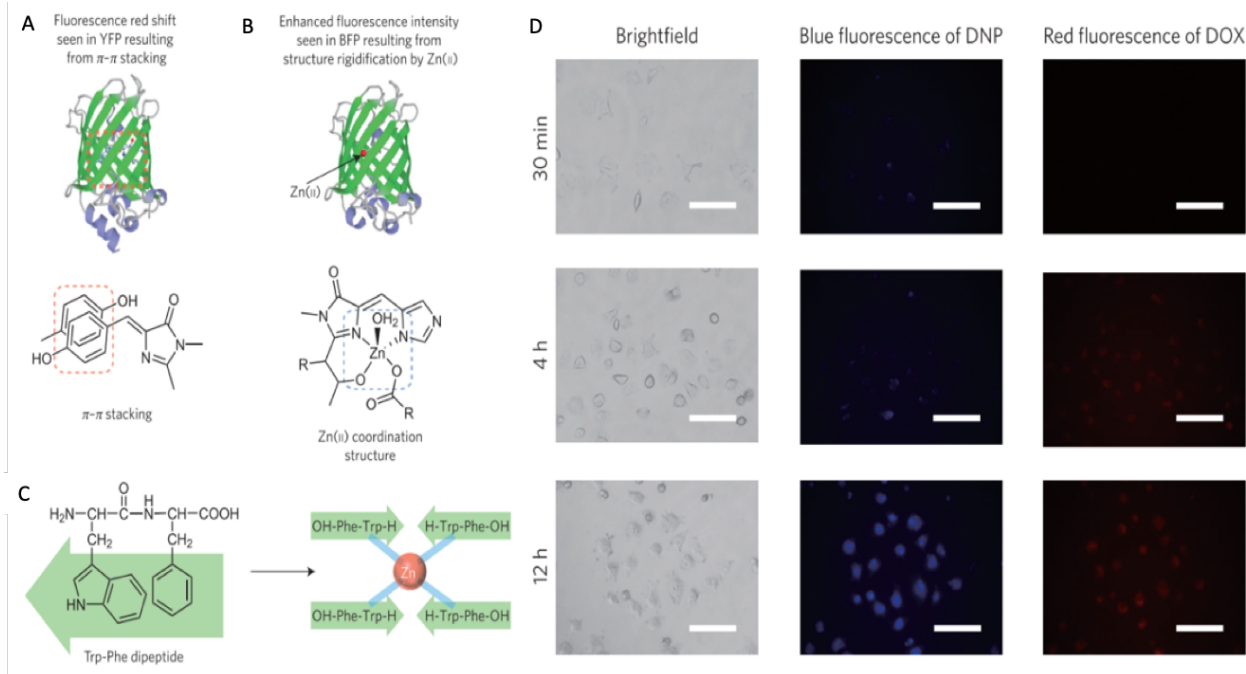 A
Fluorescence red shift
seen in YFP resulting
from π–π stacking
OH
O
HO
N
N
π–π stacking
B
Enhanced fluorescence intensity
seen in BFP resulting from
structure rigidification by Zn(II)
Zn(II)
O
N
OH2
N
N
N
Zn
R
O
O
O
R
Zn(II) coordination
structure
C
O
H
H2N—CH—C—N—CH—COOH
CH2
CH2
HN
Trp-Phe dipeptide
OH-Phe-Trp-H
H-Trp-Phe-OH
Zn
OH-Phe-Trp-H
H-Trp-Phe-OH
D
Brightfield
Blue fluorescence of DNP
Red fluorescence of DOX
30 min
4 h
12 h